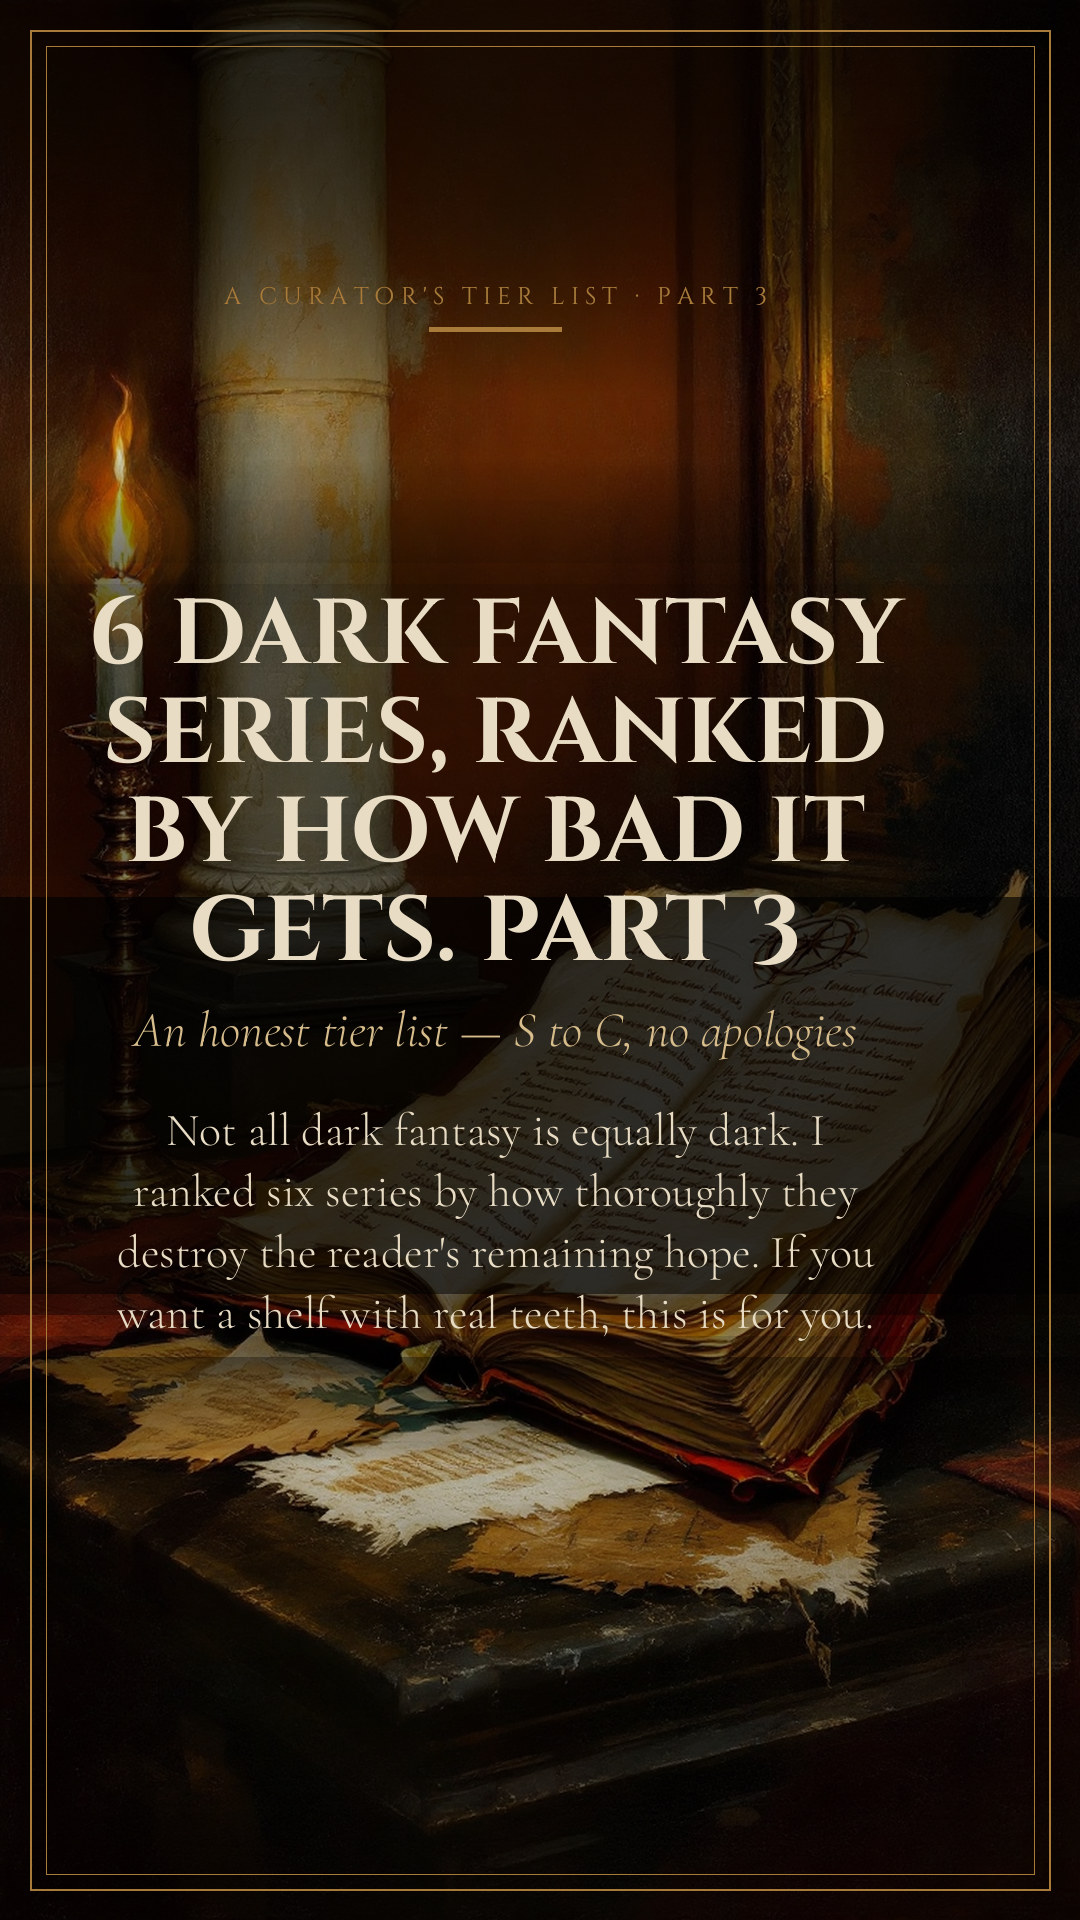 A CURATOR'S TIER LIST · PART 3
6 DARK FANTASY
SERIES, RANKED
BY HOW BAD IT
GETS. PART 3
An honest tier list — S to C, no apologies
Not all dark fantasy is equally dark. I
ranked six series by how thoroughly they
destroy the reader's remaining hope. If you
want a shelf with real teeth, this is for you.